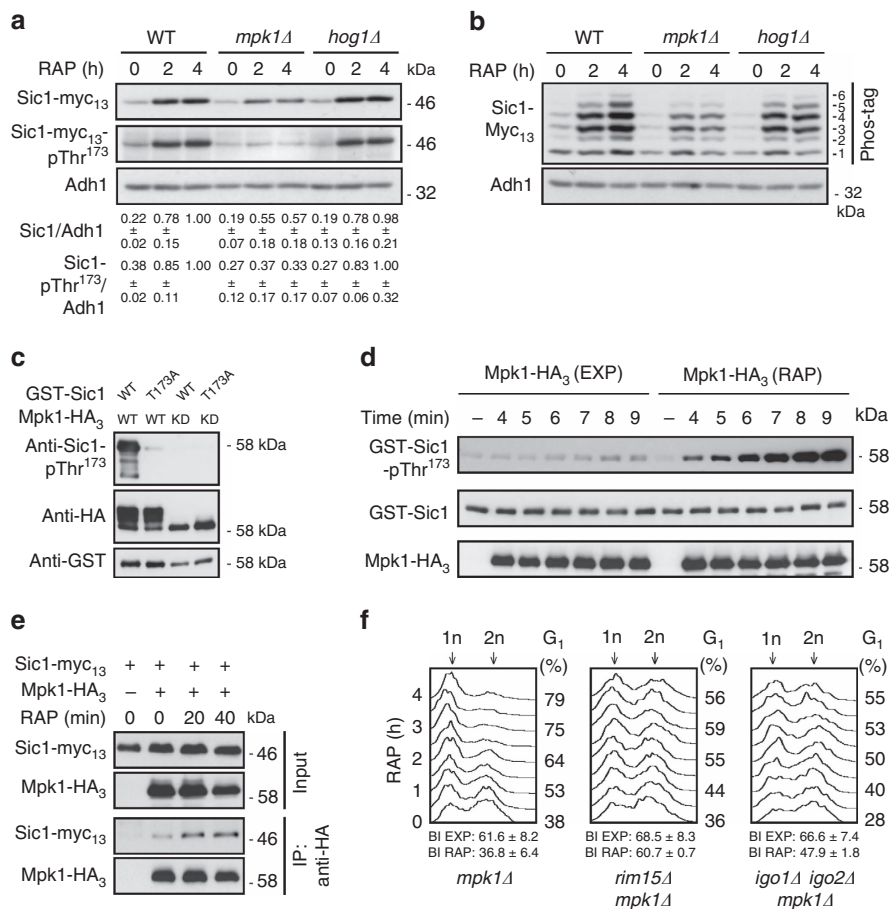 a
WT mpk1Δ hog1Δ
RAP (h) 0 2 4 0 2 4 0 2 4 kDa
Sic1-myc13 - 46
Sic1-myc13-
pThr173 - 46
Adh1 - 32
Sic1/Adh1
0.22 0.78 1.00 0.19 0.55 0.57 0.19 0.78 0.98
± ± ± ± ± ± ± ±
0.02 0.15 0.07 0.18 0.18 0.13 0.16 0.21
Sic1-
pThr173/
Adh1
0.38 0.85 1.00 0.27 0.37 0.33 0.27 0.83 1.00
± ± ± ± ± ± ± ±
0.02 0.11 0.12 0.17 0.17 0.07 0.06 0.32
b
WT mpk1Δ hog1Δ
RAP (h) 0 2 4 0 2 4 0 2 4
Sic1-
Myc13
-6
-5
-4
-3
-2
-1
Phos-tag
Adh1 - 32
kDa
c
GST-Sic1 WT T173A WT T173A
Mpk1-HA3 WT WT KD KD
Anti-Sic1-
pThr173 - 58 kDa
Anti-HA - 58 kDa
Anti-GST - 58 kDa
d
Mpk1-HA3 (EXP) Mpk1-HA3 (RAP)
Time (min) – 4 5 6 7 8 9 – 4 5 6 7 8 9 kDa
GST-Sic1
-pThr173 - 58
GST-Sic1 - 58
Mpk1-HA3 - 58
e
Sic1-myc13 + + + +
Mpk1-HA3 – + + +
RAP (min) 0 0 20 40 kDa
Sic1-myc13 - 46
Mpk1-HA3 - 58
Input
Sic1-myc13 - 46
Mpk1-HA3 - 58
IP:
anti-HA
f
1n 2n G1 1n 2n G1 1n 2n G1
(%) (%) (%)
RAP (h)
4
3
2
1
0
79
75
64
53
38
56
59
55
44
36
55
53
50
40
28
BI EXP: 61.6 ± 8.2
BI RAP: 36.8 ± 6.4
mpk1Δ
BI EXP: 68.5 ± 8.3
BI RAP: 60.7 ± 0.7
rim15Δ
mpk1Δ
BI EXP: 66.6 ± 7.4
BI RAP: 47.9 ± 1.8
igo1Δ igo2Δ
mpk1Δ